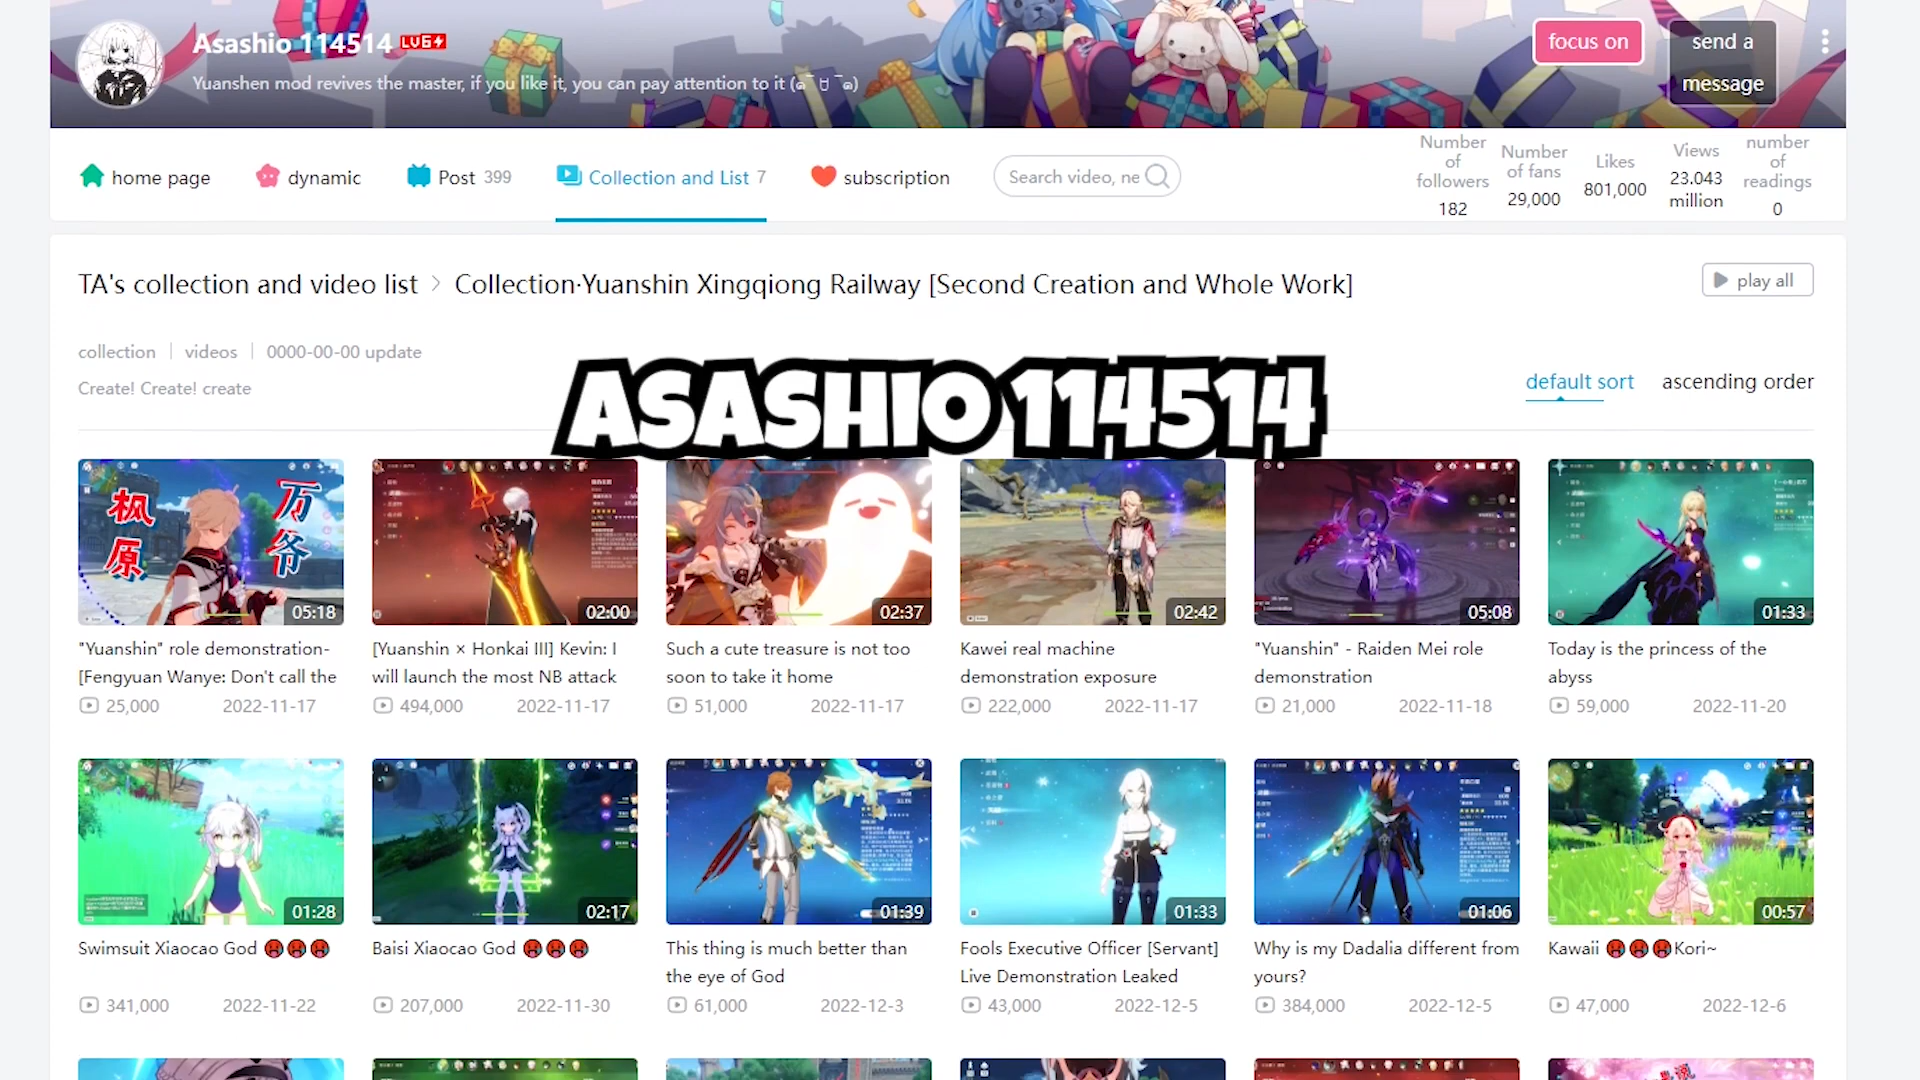 Asashio 114514 LV6
Yuanshen mod revives the master, if you like it, you can pay attention to it (๑¯ਊ¯๑)
focus on
send a
message
home page
dynamic
Post 399
Collection and List 7
subscription
Search video, ne
Number
of
followers
182
Number
of fans
29,000
Likes
801,000
Views
23.043
million
number
of
readings
0
TA's collection and video list > Collection·Yuanshin Xingqiong Railway [Second Creation and Whole Work]
play all
collection | videos | 0000-00-00 update
Create! Create! create
default sort
ascending order
ASASHIO 114514
枫原
万爷
05:18
02:00
02:37
02:42
05:08
01:33
"Yuanshin" role demonstration-
[Fengyuan Wanye: Don't call the
25,000 2022-11-17
[Yuanshin × Honkai III] Kevin: I
will launch the most NB attack
494,000 2022-11-17
Such a cute treasure is not too
soon to take it home
51,000 2022-11-17
Kawei real machine
demonstration exposure
222,000 2022-11-17
"Yuanshin" - Raiden Mei role
demonstration
21,000 2022-11-18
Today is the princess of the
abyss
59,000 2022-11-20
01:28
02:17
01:39
01:33
01:06
00:57
Swimsuit Xiaocao God 🥵🥵🥵
341,000 2022-11-22
Baisi Xiaocao God 🥵🥵🥵
207,000 2022-11-30
This thing is much better than
the eye of God
61,000 2022-12-3
Fools Executive Officer [Servant]
Live Demonstration Leaked
43,000 2022-12-5
Why is my Dadalia different from
yours?
384,000 2022-12-5
Kawaii 🥵🥵🥵Kori~
47,000 2022-12-6